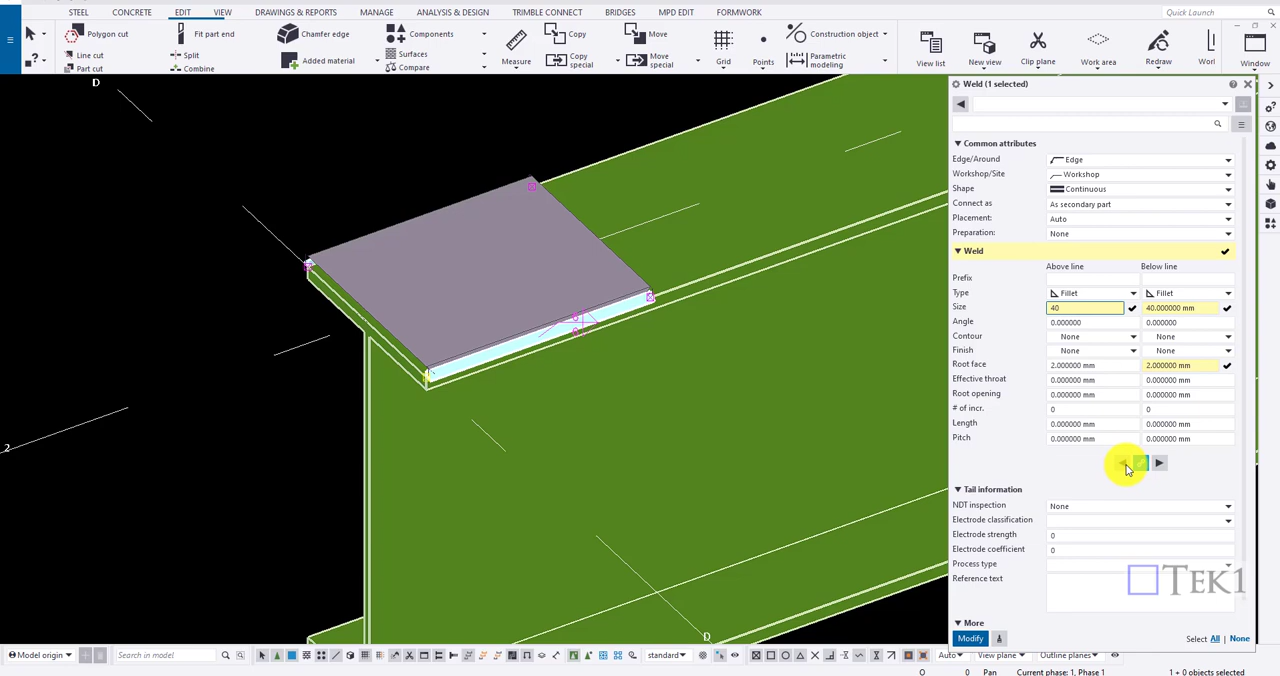 STEEL CONCRETE EDIT VIEW DRAWINGS & REPORTS MANAGE ANALYSIS & DESIGN TRIMBLE CONNECT BRIDGES MPD EDIT FORMWORK Quick Launch
Polygon cut Fit part end Chamfer edge Components Copy Move Construction object
Line cut Split Added material Surfaces Measure Copy special Move special Grid Points Parametric modeling View list New view Clip plane Work area Redraw Worl Window
Part cut Combine Compare
D
Weld (1 selected)
Common attributes
Edge/Around Edge
Workshop/Site Workshop
Shape Continuous
Connect as As secondary part
Placement: Auto
Preparation: None
Weld
Above line Below line
Prefix
Type Fillet Fillet
Size 40 40.000000 mm
Angle 0.000000 0.000000
Contour None None
Finish None None
Root face 2.000000 mm 2.000000 mm
Effective throat 0.000000 mm 0.000000 mm
Root opening 0.000000 mm 0.000000 mm
# of incr. 0 0
Length 0.000000 mm 0.000000 mm
Pitch 0.000000 mm 0.000000 mm
2
Tail information
NDT inspection None
Electrode classification
Electrode strength 0
Electrode coefficient 0
Process type
Reference text
TEK1
More
D
Modify Select All | None
Model origin Search in model standard Auto View plane Outline planes
O O Pan Current phase: 1, Phase 1 1 + 0 objects selected